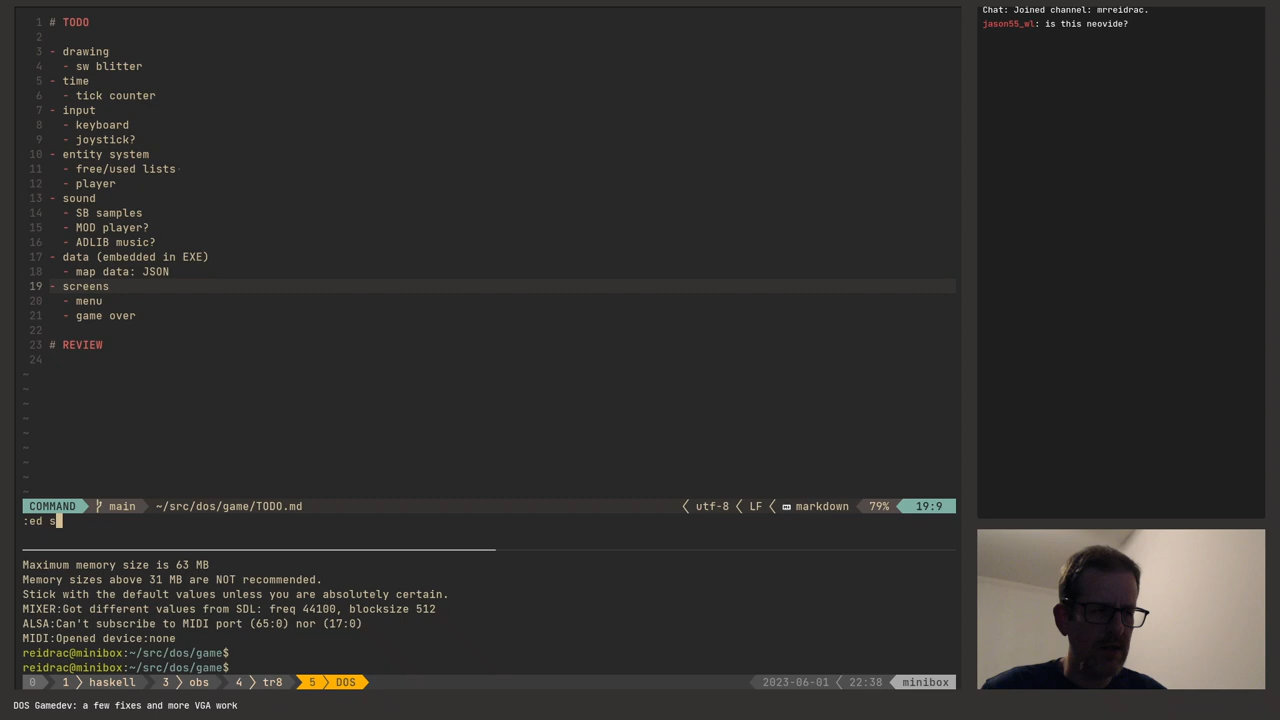 1 # TODO
2
3 - drawing
4 - sw blitter
5 - time
6 - tick counter
7 - input
8 - keyboard
9 - joystick?
10 - entity system
11 - free/used lists·
12 - player
13 - sound
14 - SB samples
15 - MOD player?
16 - ADLIB music?
17 - data (embedded in EXE)
18 - map data: JSON
19 - screens
20 - menu
21 - game over
22
23 # REVIEW
24
~
~
~
~
~
~
~
~
~
COMMAND main ~/src/dos/game/TODO.md utf-8 LF markdown 79% 19:9
:ed s
Maximum memory size is 63 MB
Memory sizes above 31 MB are NOT recommended.
Stick with the default values unless you are absolutely certain.
MIXER:Got different values from SDL: freq 44100, blocksize 512
ALSA:Can't subscribe to MIDI port (65:0) nor (17:0)
MIDI:Opened device:none
reidrac@minibox:~/src/dos/game$
reidrac@minibox:~/src/dos/game$
0 1 haskell 3 obs 4 tr8 5 DOS 2023-06-01 22:38 minibox
DOS Gamedev: a few fixes and more VGA work
Chat: Joined channel: mrreidrac.
jason55_wl: is this neovide?